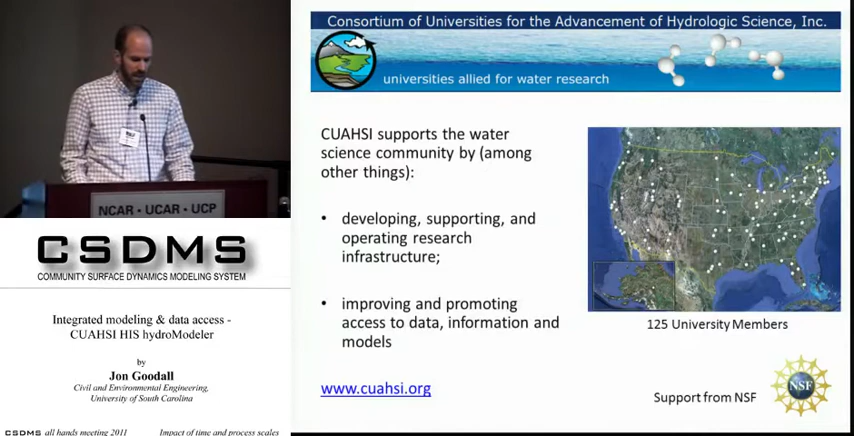 NCAR • UCAR • UCP
CSDMS
COMMUNITY SURFACE DYNAMICS MODELING SYSTEM
Integrated modeling & data access -
CUAHSI HIS hydroModeler
by
Jon Goodall
Civil and Environmental Engineering,
University of South Carolina
CSDMS all hands meeting 2011 Impact of time and process scales
Consortium of Universities for the Advancement of Hydrologic Science, Inc.
universities allied for water research
CUAHSI supports the water
science community by (among
other things):
• developing, supporting, and
operating research
infrastructure;
• improving and promoting
access to data, information and
models
www.cuahsi.org
125 University Members
Support from NSF
NSF